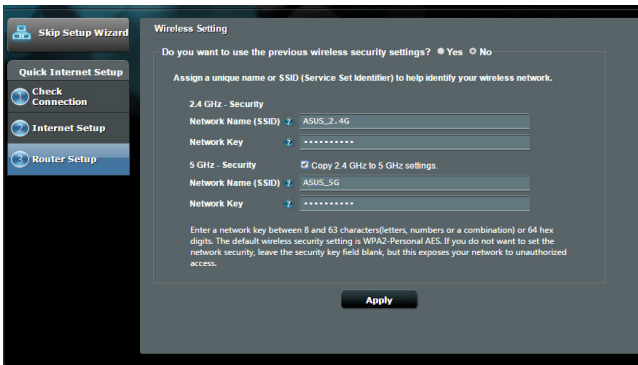 Skip Setup Wizard
Quick Internet Setup
1 Check
Connection
2 Internet Setup
3 Router Setup
Wireless Setting
Do you want to use the previous wireless security settings? Yes No
Assign a unique name or SSID (Service Set Identifier) to help identify your wireless network.
2.4 GHz - Security
Network Name (SSID) ? ASUS_2.4G
Network Key ? ••••••••••
5 GHz - Security Copy 2.4 GHz to 5 GHz settings.
Network Name (SSID) ? ASUS_5G
Network Key ? ••••••••••
Enter a network key between 8 and 63 characters(letters, numbers or a combination) or 64 hex
digits. The default wireless security setting is WPA2-Personal AES. If you do not want to set the
network security, leave the security key field blank, but this exposes your network to unauthorized
access.
Apply